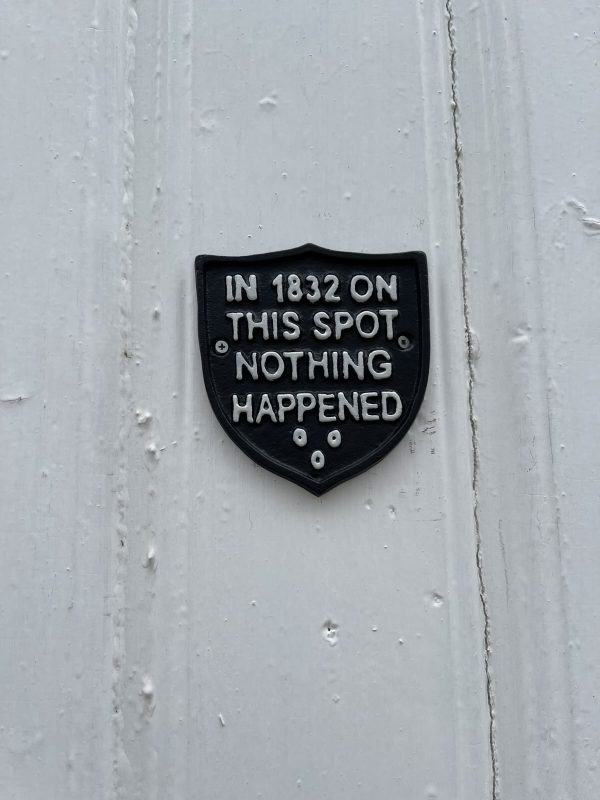 IN 1832 ON
THIS SPOT
NOTHING
HAPPENED